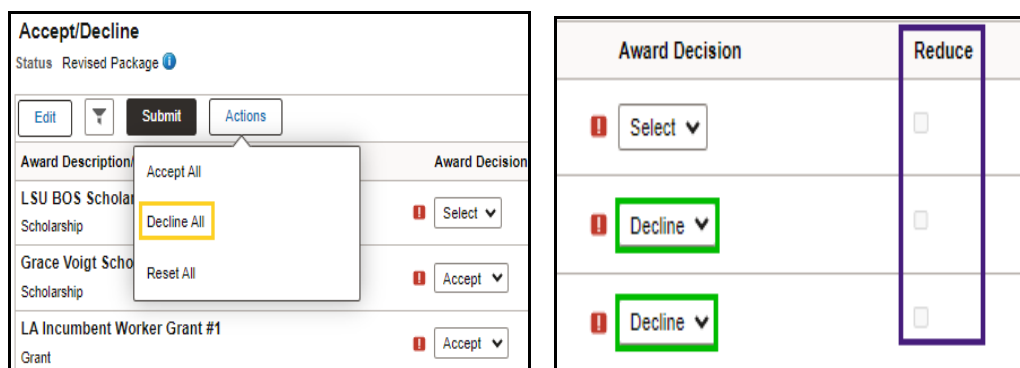 Accept/Decline
Status Revised Package
Edit Submit Actions
Award Description/ Award Decision
Accept All
Decline All
Reset All
LSU BOS Scholar
Scholarship
Select
Grace Voigt Scho
Scholarship
Accept
LA Incumbent Worker Grant #1
Grant
Accept
Award Decision Reduce
Select
Decline
Decline